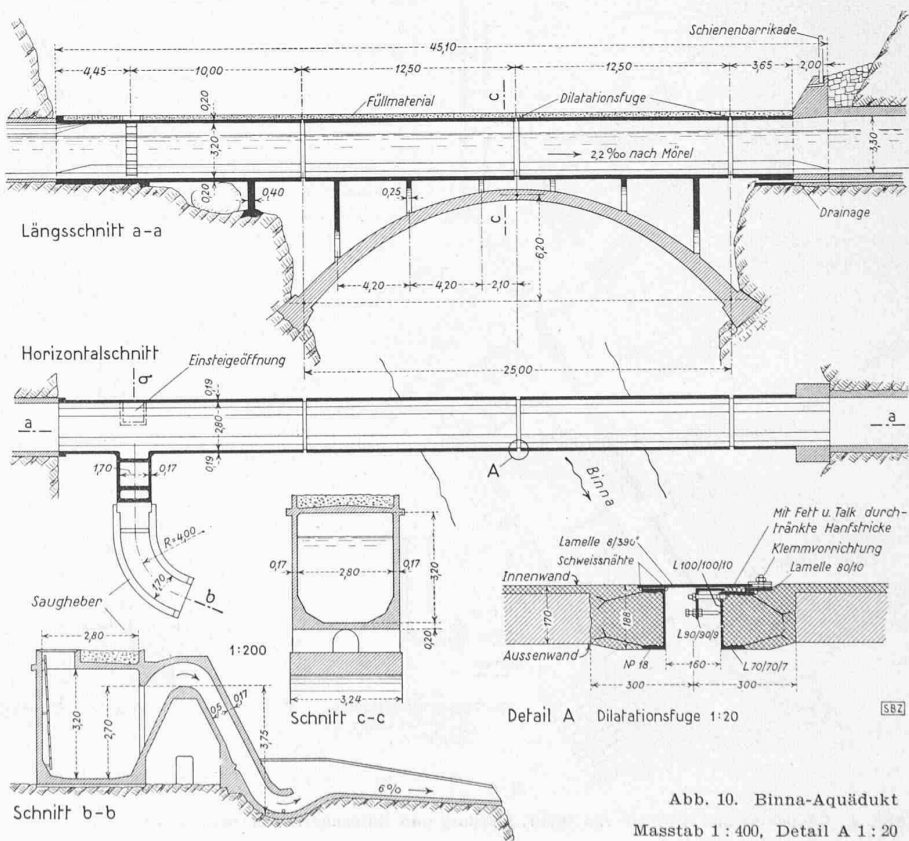 Schienenbarrikade
45,10
4,45
10,00
12,50
12,50
3,65
2,00
0,20
Füllmaterial
c
Dilatationsfuge
3,20
2,2‰ nach Mörel
3,30
0,20
0,40
0,25
c
Drainage
Längsschnitt a-a
6,20
4,20
4,20
2,10
Horizontalschnitt
b
Einsteigeöffnung
0,19
25,00
a
2,80
a
0,19
A
1,70
0,17
Binna
R=4,00
1,70
b
Saugheber
2,80
1:200
3,20
2,70
0,5
0,17
3,75
6%
Schnitt b-b
0,17
2,80
0,17
3,20
0,20
3,24
Schnitt c-c
Mit Fett u. Talk durch-
tränkte Hanfstricke
Lamelle 8/390
L 100/100/10
Klemmvorrichtung
Schweissnähte
Lamelle 80/10
Innenwand
170
188
L 90/90/9
Aussenwand
NP 18
160
L 70/70/7
300
300
Detail A Dilatationsfuge 1:20
SBZ
Abb. 10. Binna-Aquädukt
Masstab 1 : 400, Detail A 1 : 20